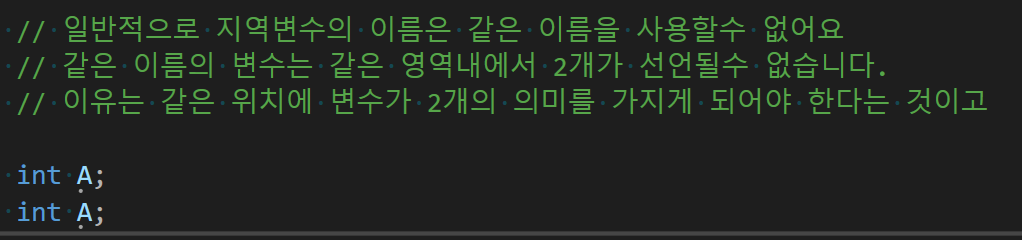 // 일반적으로 지역변수의 이름은 같은 이름을 사용할수 없어요
// 같은 이름의 변수는 같은 영역내에서 2개가 선언될수 없습니다.
// 이유는 같은 위치에 변수가 2개의 의미를 가지게 되어야 한다는 것이고
int A;
int A;